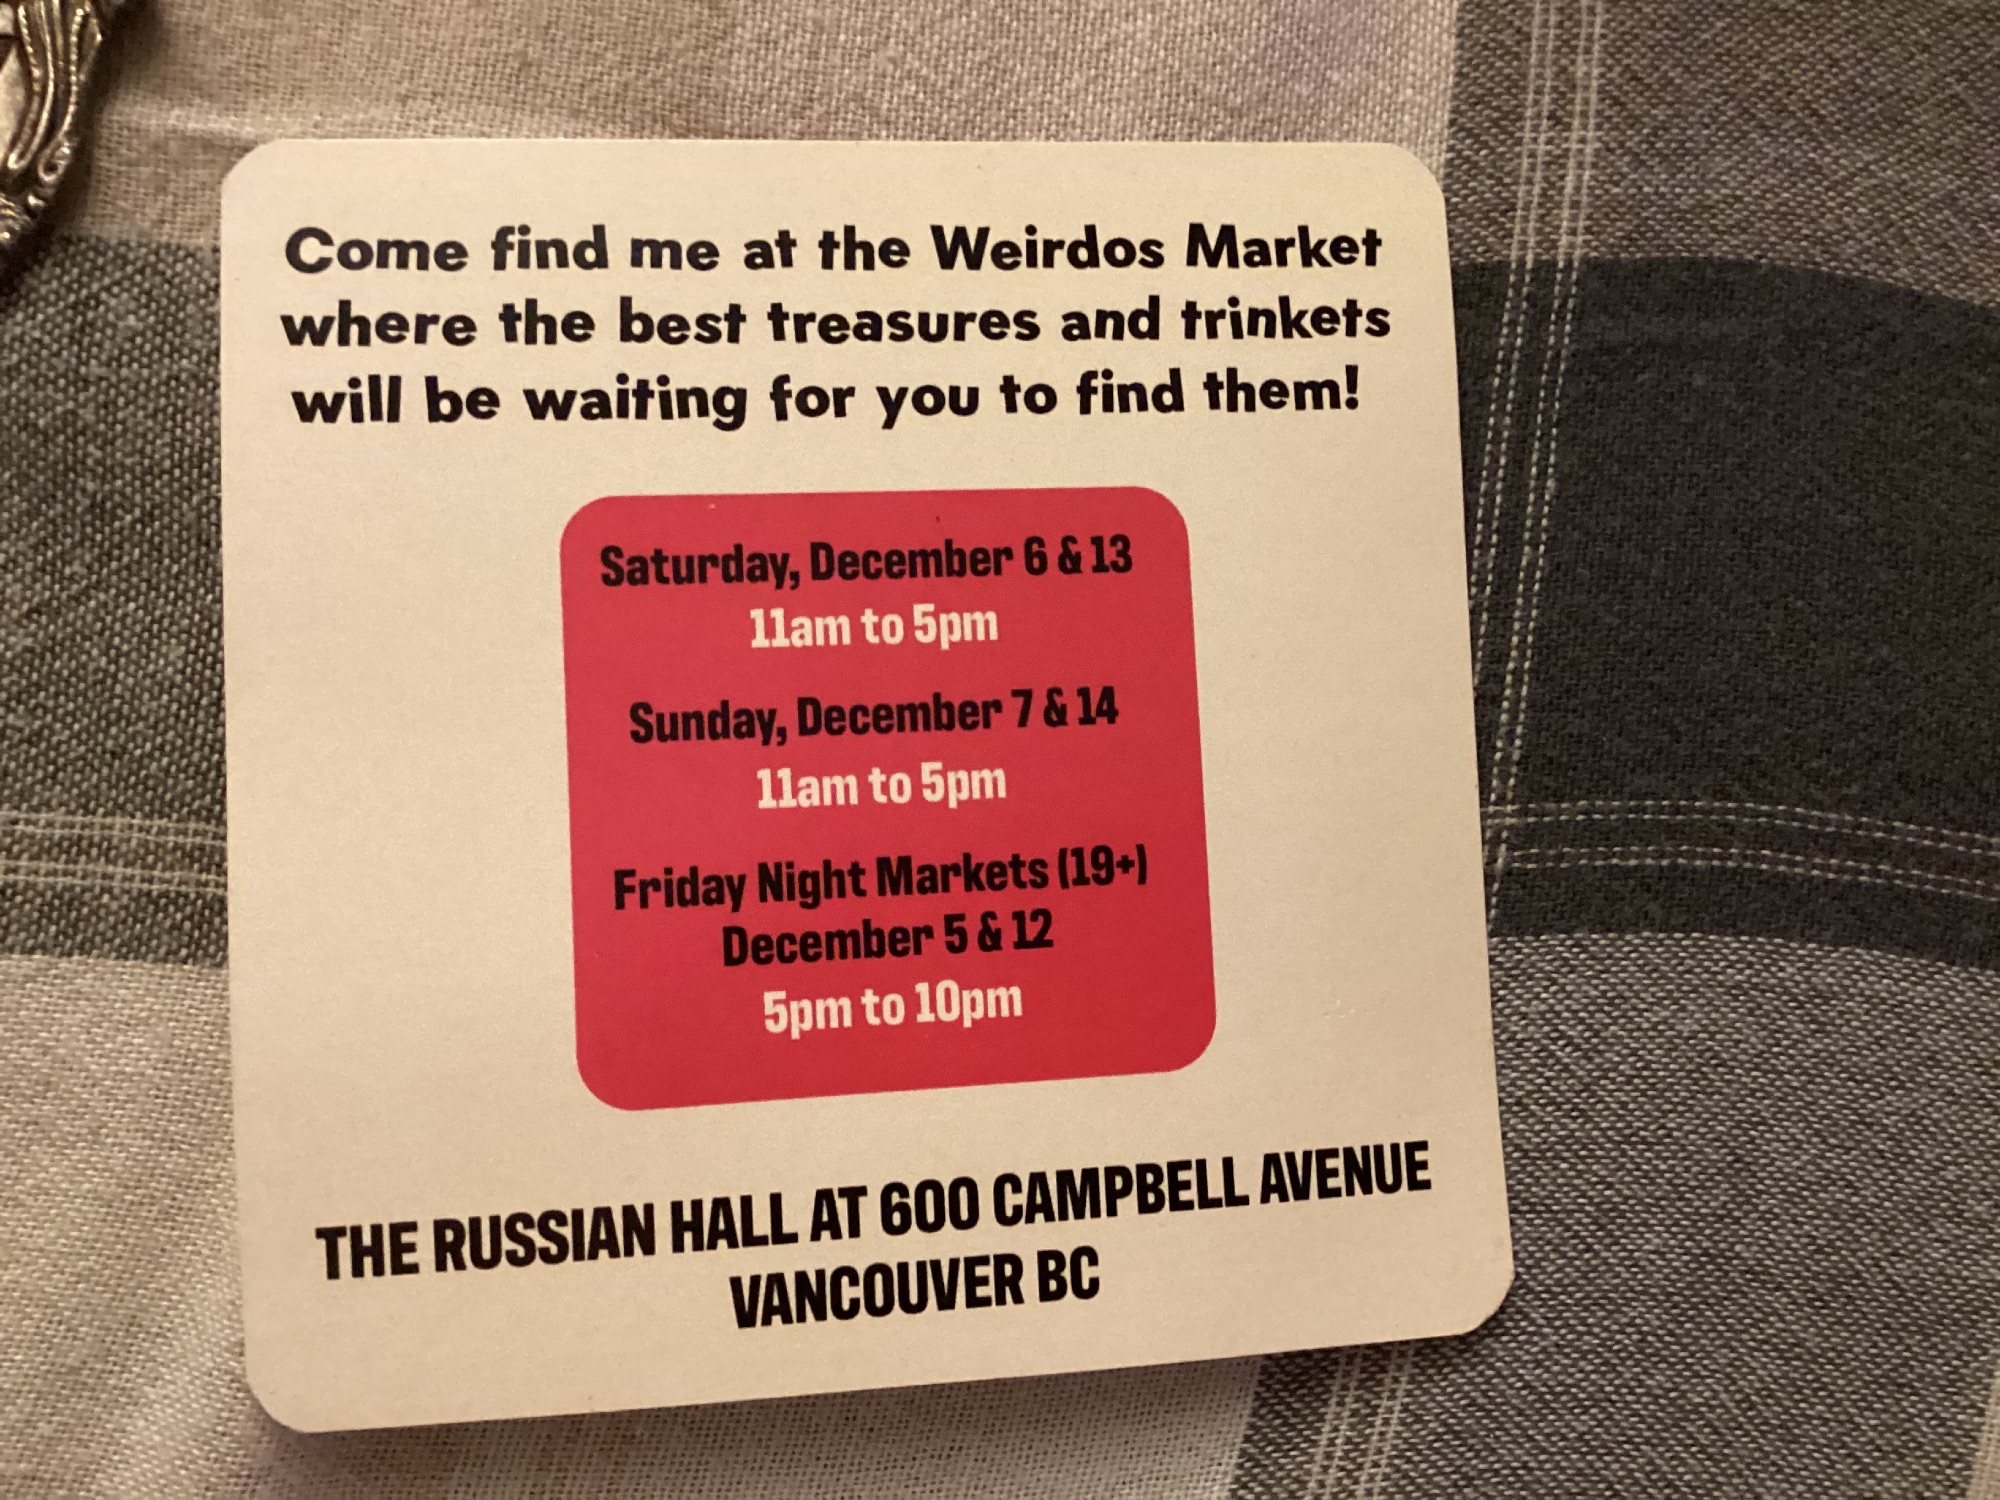 Come find me at the Weirdos Market
where the best treasures and trinkets
will be waiting for you to find them!
Saturday, December 6 & 13
11am to 5pm
Sunday, December 7 & 14
11am to 5pm
Friday Night Markets (19+)
December 5 & 12
5pm to 10pm
THE RUSSIAN HALL AT 600 CAMPBELL AVENUE
VANCOUVER BC